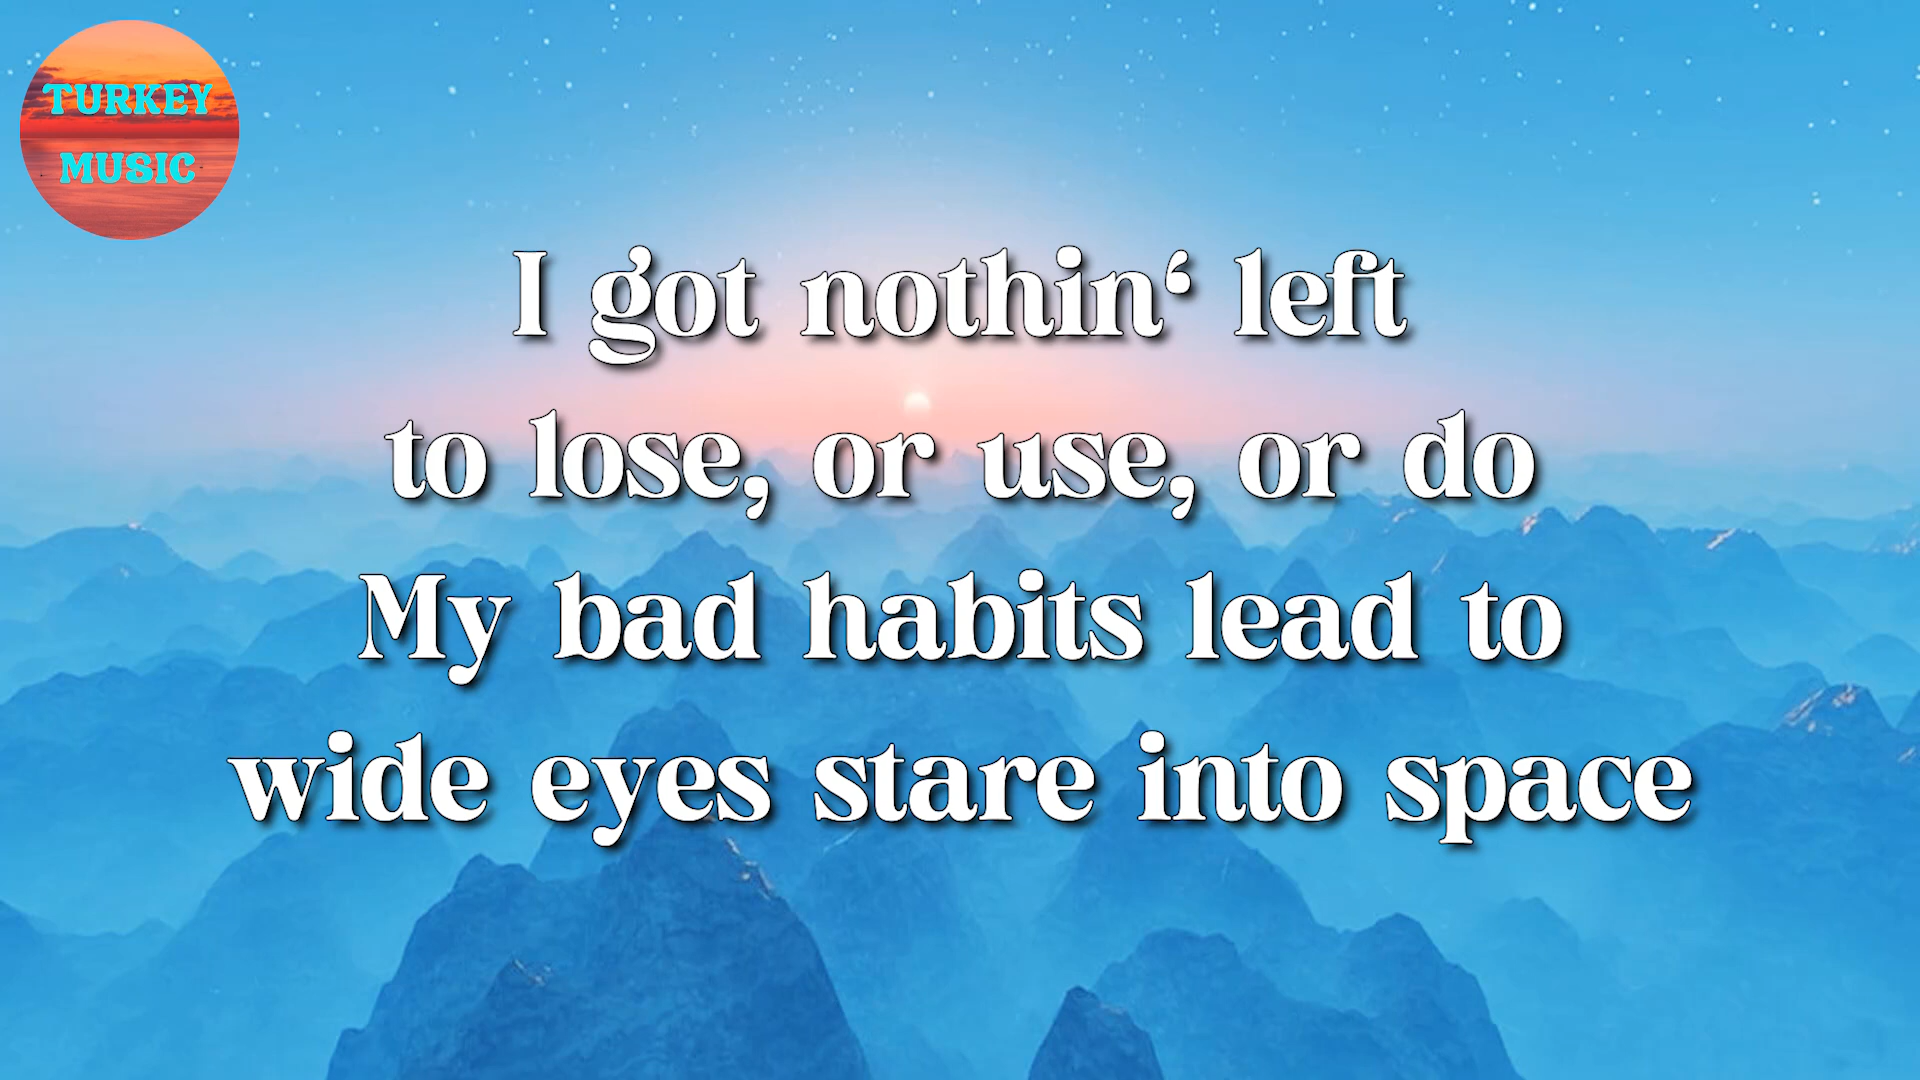 TURKEY
MUSIC
I got nothin‘ left
to lose, or use, or do
My bad habits lead to
wide eyes stare into space